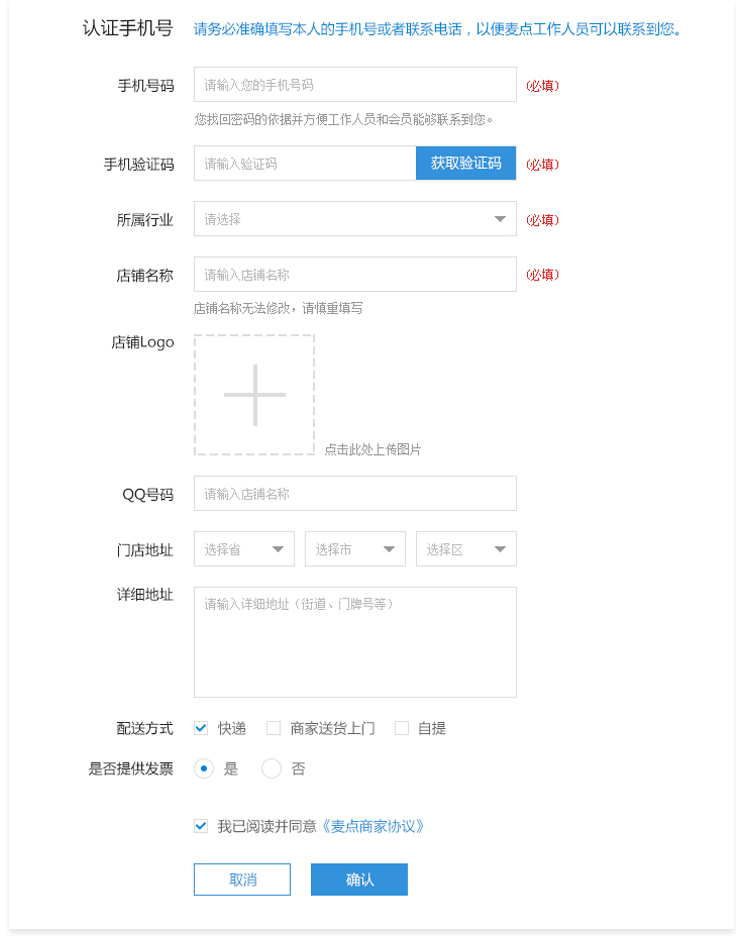 认证手机号 请务必准确填写本人的手机号或者联系电话，以便麦点工作人员可以联系到您。
手机号码 请输入您的手机号码 (必填)
您找回密码的依据并方便工作人员和会员能够联系到您。
手机验证码 请输入验证码 获取验证码 (必填)
所属行业 请选择 (必填)
店铺名称 请输入店铺名称 (必填)
店铺名称无法修改，请慎重填写
店铺Logo
点击此处上传图片
QQ号码 请输入店铺名称
门店地址 选择省 选择市 选择区
详细地址 请输入详细地址（街道、门牌号等）
配送方式 快递 商家送货上门 自提
是否提供发票 是 否
我已阅读并同意《麦点商家协议》
取消 确认